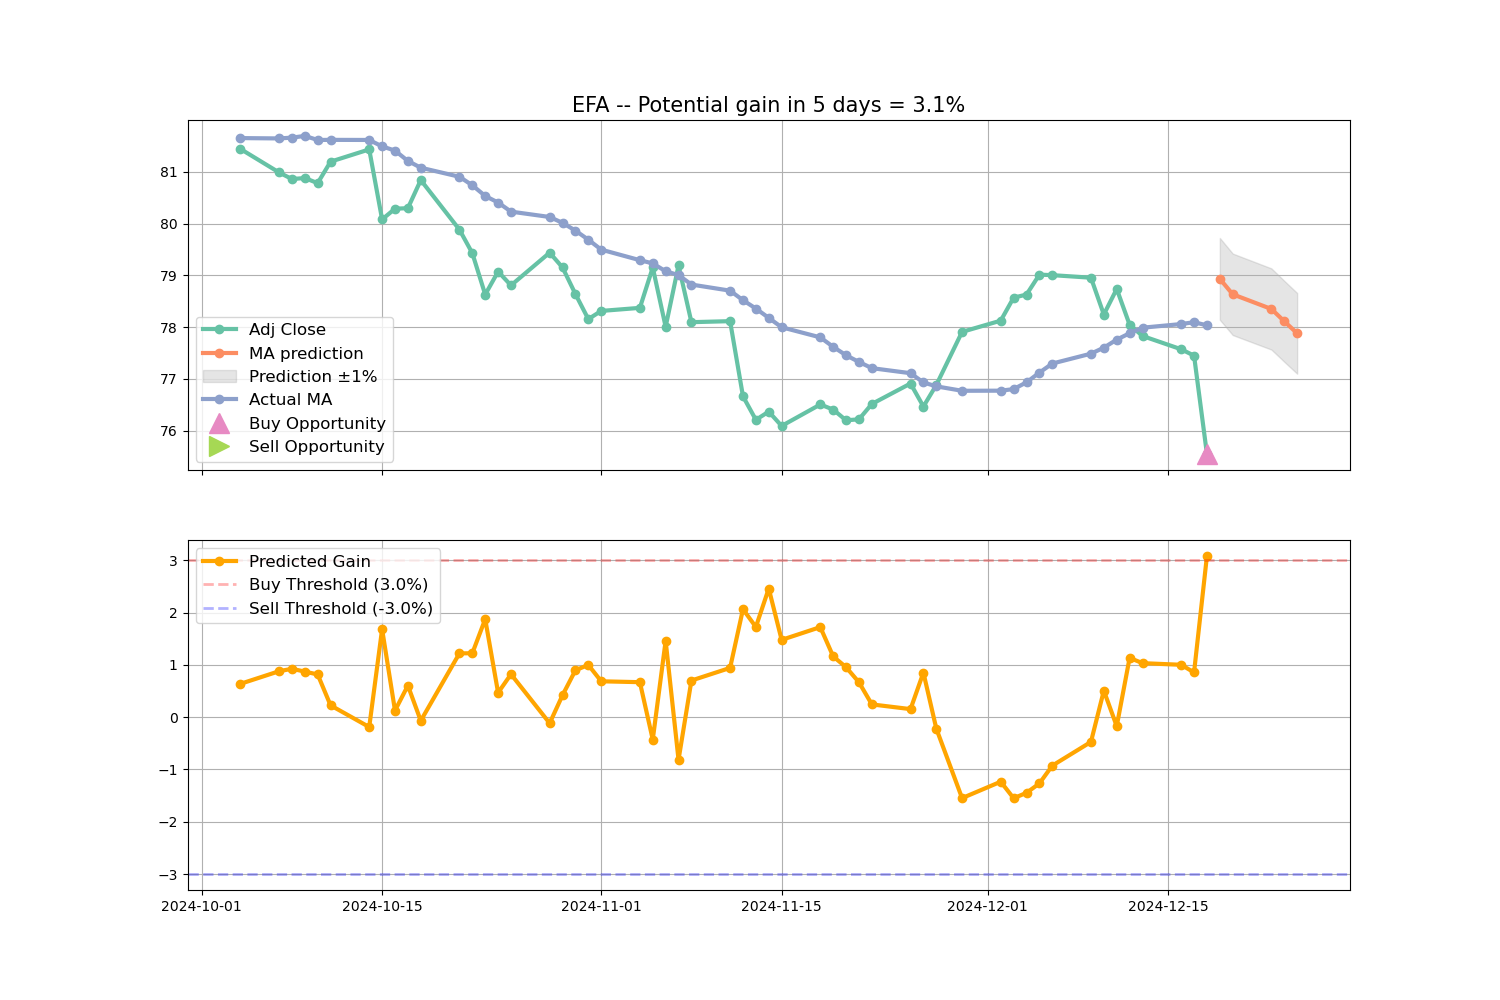 EFA -- Potential gain in 5 days = 3.1%
81
80
79
78
77
76
Adj Close
MA prediction
Prediction ±1%
Actual MA
Buy Opportunity
Sell Opportunity
3
2
1
0
−1
−2
−3
Predicted Gain
Buy Threshold (3.0%)
Sell Threshold (-3.0%)
2024-10-01 2024-10-15 2024-11-01 2024-11-15 2024-12-01 2024-12-15